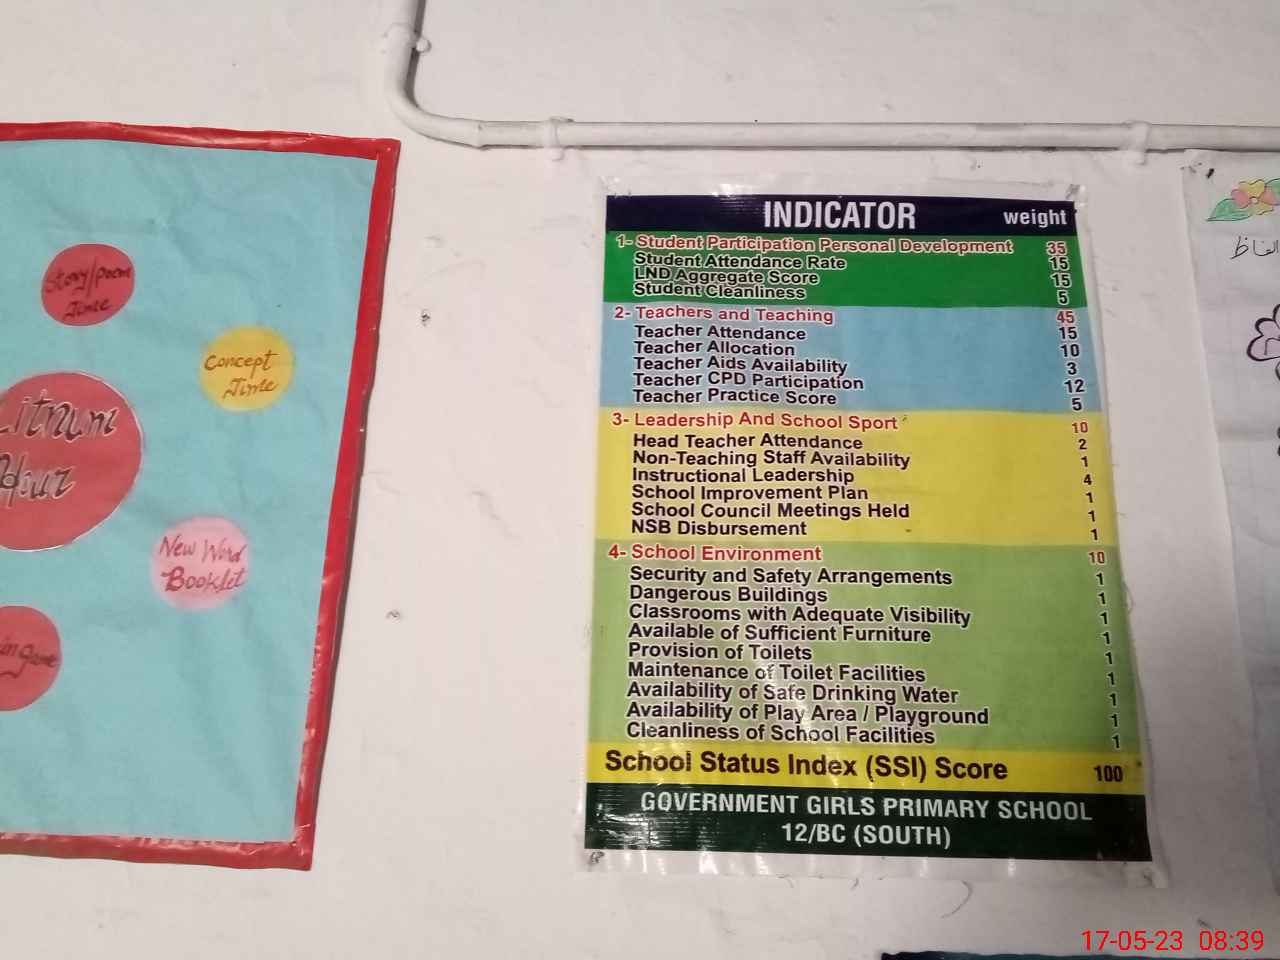 Story/poem
Time
Concept
Time
Litnum
Hour
New Word
Booklet
INDICATOR weight
1- Student Participation Personal Development 35
Student Attendance Rate 15
LND Aggregate Score 15
Student Cleanliness 5
2- Teachers and Teaching 45
Teacher Attendance 15
Teacher Allocation 10
Teacher Aids Availability 3
Teacher CPD Participation 12
Teacher Practice Score 5
3- Leadership And School Sport 10
Head Teacher Attendance 2
Non-Teaching Staff Availability 1
Instructional Leadership 4
School Improvement Plan 1
School Council Meetings Held 1
NSB Disbursement 1
4- School Environment 10
Security and Safety Arrangements 1
Dangerous Buildings 1
Classrooms with Adequate Visibility 1
Available of Sufficient Furniture 1
Provision of Toilets 1
Maintenance of Toilet Facilities 1
Availability of Safe Drinking Water 1
Availability of Play Area / Playground 1
Cleanliness of School Facilities 1
School Status Index (SSI) Score 100
GOVERNMENT GIRLS PRIMARY SCHOOL
12/BC (SOUTH)
الفاظ
17-05-23 08:39